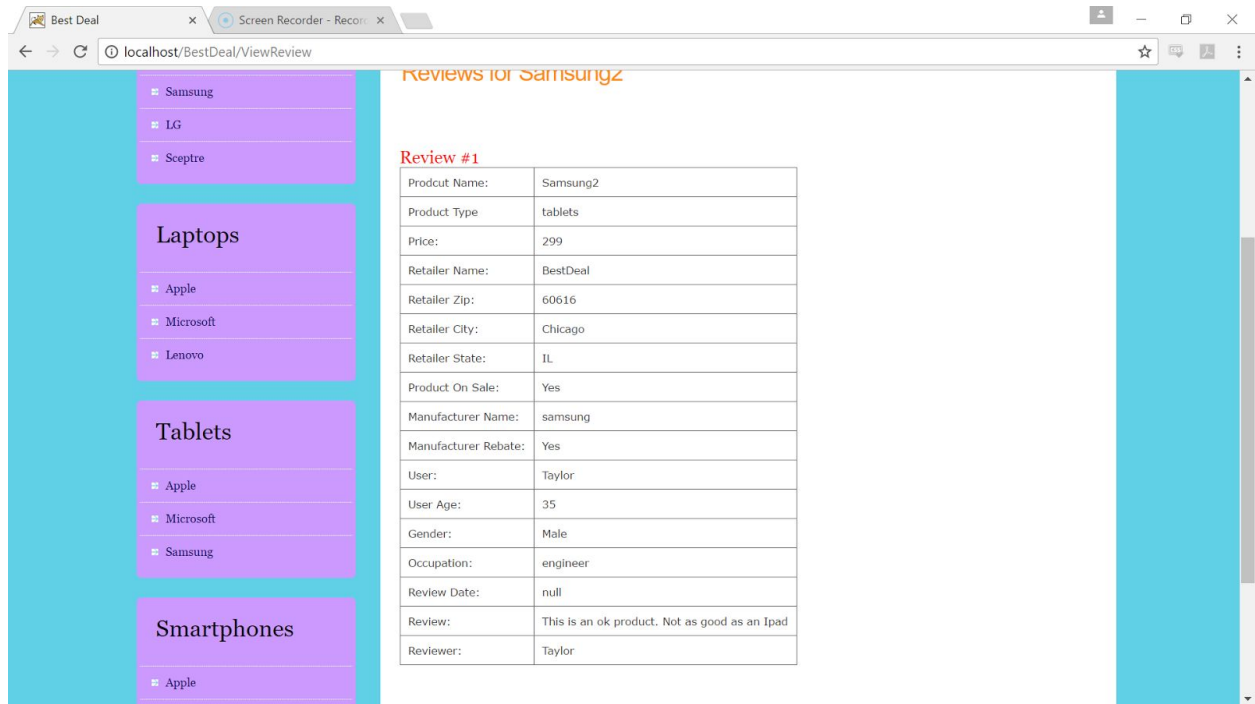 Best Deal
Screen Recorder - Record
localhost/BestDeal/ViewReview
Samsung
LG
Sceptre
Laptops
Apple
Microsoft
Lenovo
Tablets
Apple
Microsoft
Samsung
Smartphones
Apple
Reviews for Samsung2
Review #1
Prodcut Name: Samsung2
Product Type tablets
Price: 299
Retailer Name: BestDeal
Retailer Zip: 60616
Retailer City: Chicago
Retailer State: IL
Product On Sale: Yes
Manufacturer Name: samsung
Manufacturer Rebate: Yes
User: Taylor
User Age: 35
Gender: Male
Occupation: engineer
Review Date: null
Review: This is an ok product. Not as good as an Ipad
Reviewer: Taylor